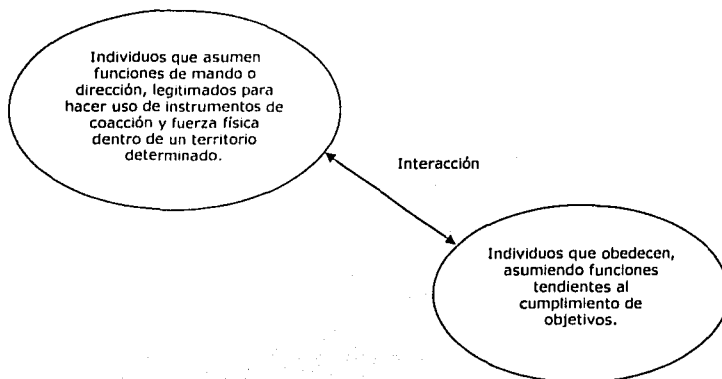 Individuos que asumen
funciones de mando o
dirección, legitimados para
hacer uso de instrumentos de
coacción y fuerza física
dentro de un territorio
determinado.
Interacción
Individuos que obedecen,
asumiendo funciones
tendientes al
cumplimiento de
objetivos.